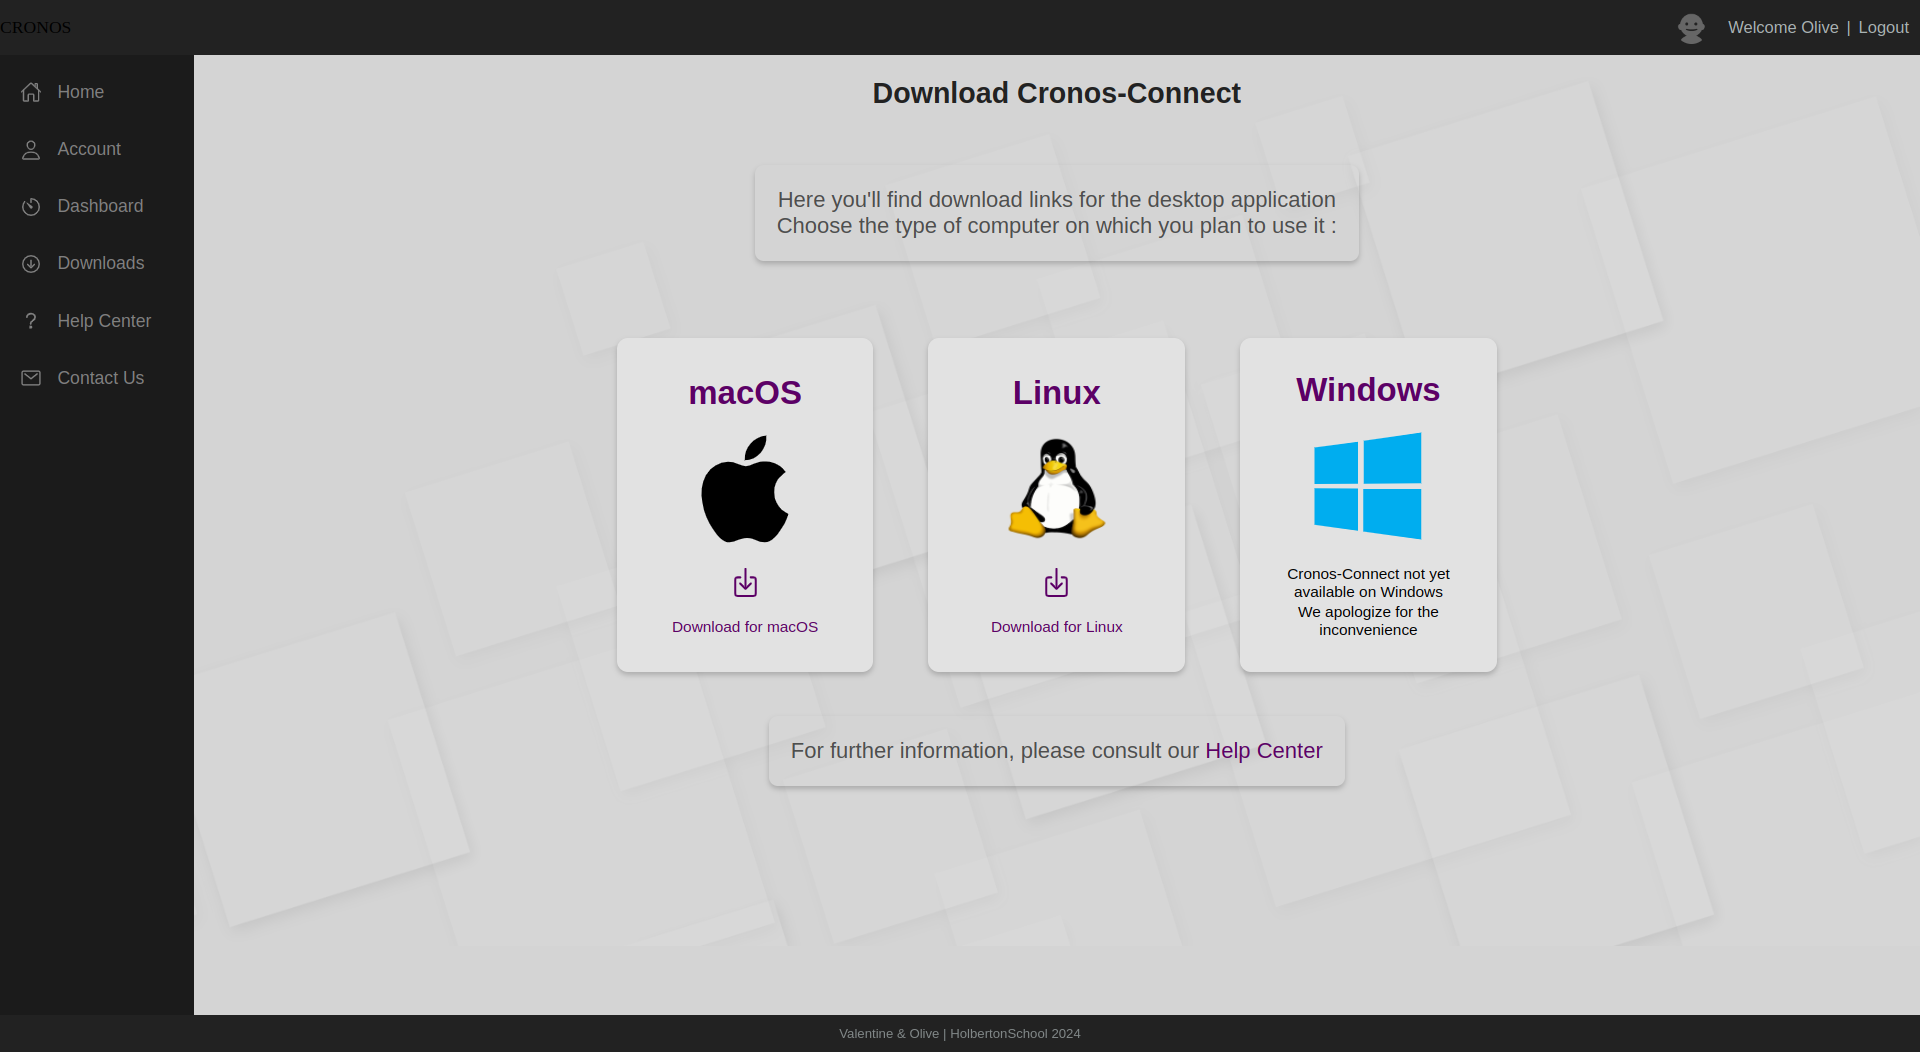 CRONOS
Welcome Olive | Logout
Home
Account
Dashboard
Downloads
Help Center
Contact Us
Download Cronos-Connect
Here you'll find download links for the desktop application
Choose the type of computer on which you plan to use it :
macOS
Download for macOS
Linux
Download for Linux
Windows
Cronos-Connect not yet
available on Windows
We apologize for the
inconvenience
For further information, please consult our Help Center
Valentine & Olive | HolbertonSchool 2024